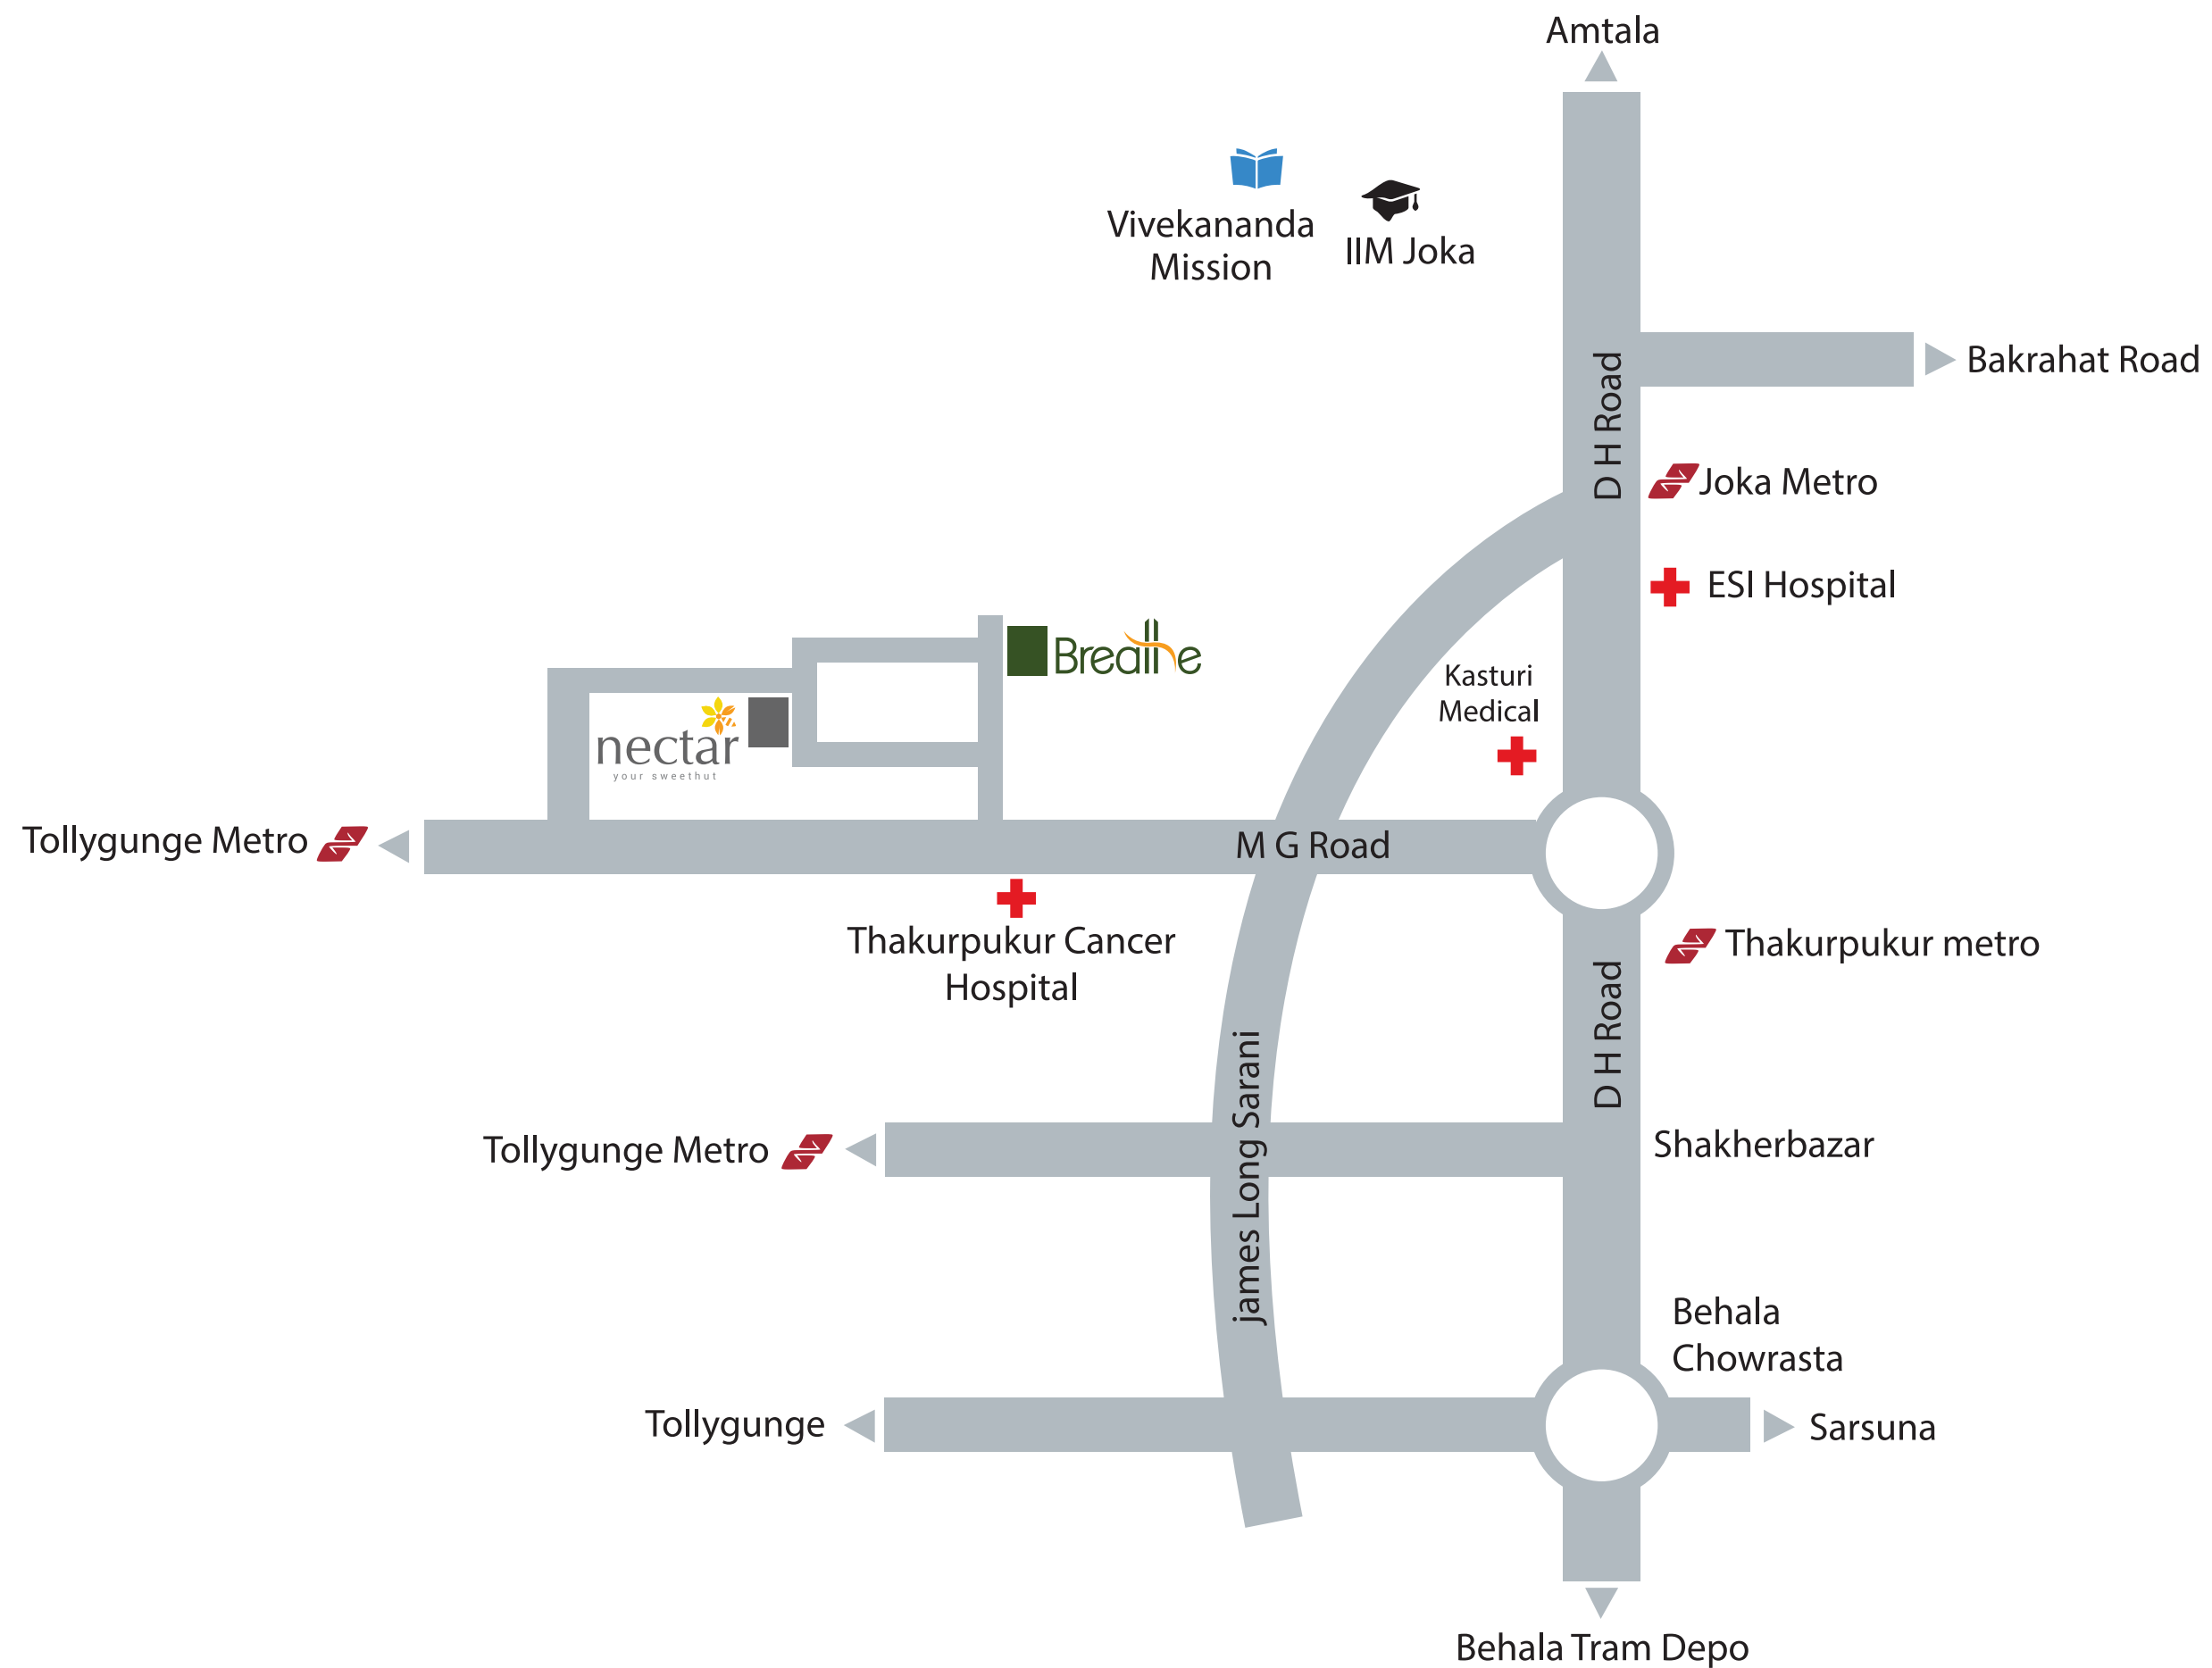 Amtala
Vivekananda
Mission
IIM Joka
D H Road
Bakrahat Road
Joka Metro
ESI Hospital
Breathe
Kasturi
Medical
nectar
your sweethut
Tollygunge Metro
M G Road
Thakurpukur Cancer
Hospital
Thakurpukur metro
D H Road
james Long Sarani
Tollygunge Metro
Shakherbazar
Behala
Chowrasta
Tollygunge
Sarsuna
Behala Tram Depo